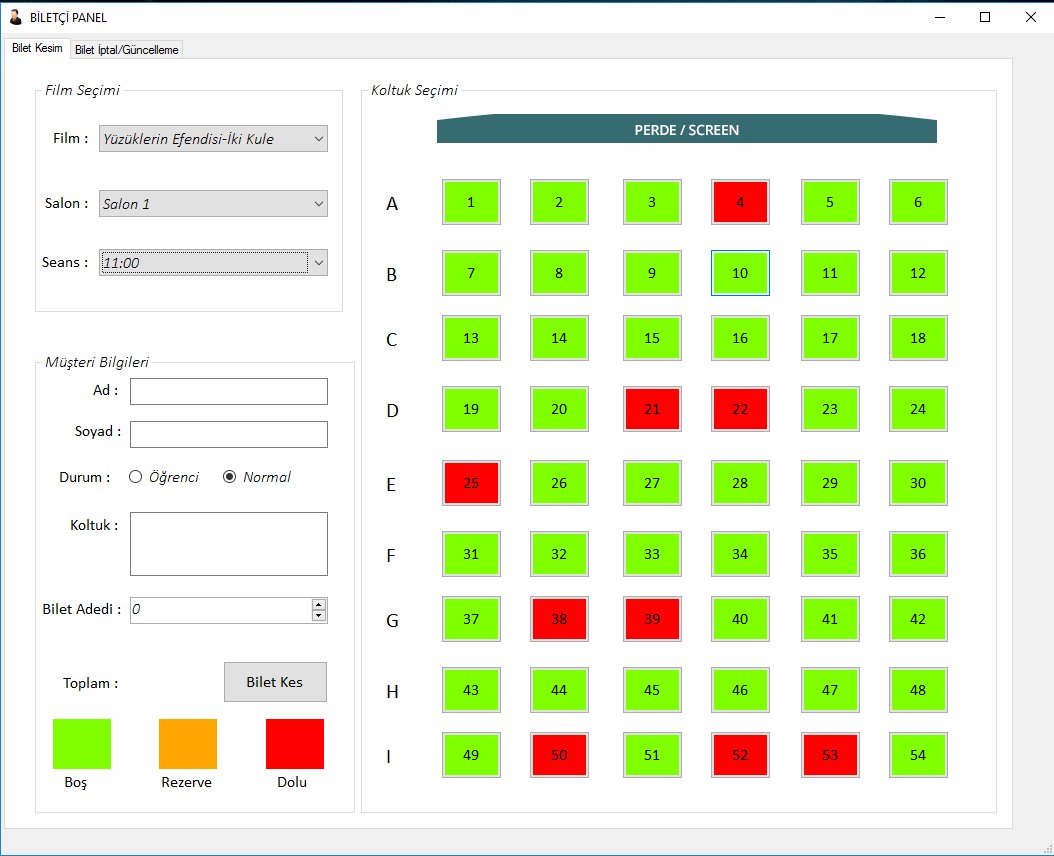 BİLETÇİ PANEL
Bilet Kesim Bilet İptal/Güncelleme
Film Seçimi
Film : Yüzüklerin Efendisi-İki Kule
Salon : Salon 1
Seans : 11:00
Müşteri Bilgileri
Ad :
Soyad :
Durum : Öğrenci Normal
Koltuk :
Bilet Adedi : 0
Toplam : Bilet Kes
Boş Rezerve Dolu
Koltuk Seçimi
PERDE / SCREEN
A 1 2 3 4 5 6
B 7 8 9 10 11 12
C 13 14 15 16 17 18
D 19 20 21 22 23 24
E 25 26 27 28 29 30
F 31 32 33 34 35 36
G 37 38 39 40 41 42
H 43 44 45 46 47 48
I 49 50 51 52 53 54